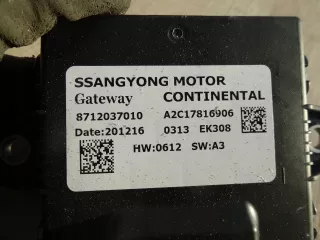 SSANGYONG MOTOR
Gateway CONTINENTAL
8712037010 A2C17816906
Date:201216 0313 EK308
HW:0612 SW:A3